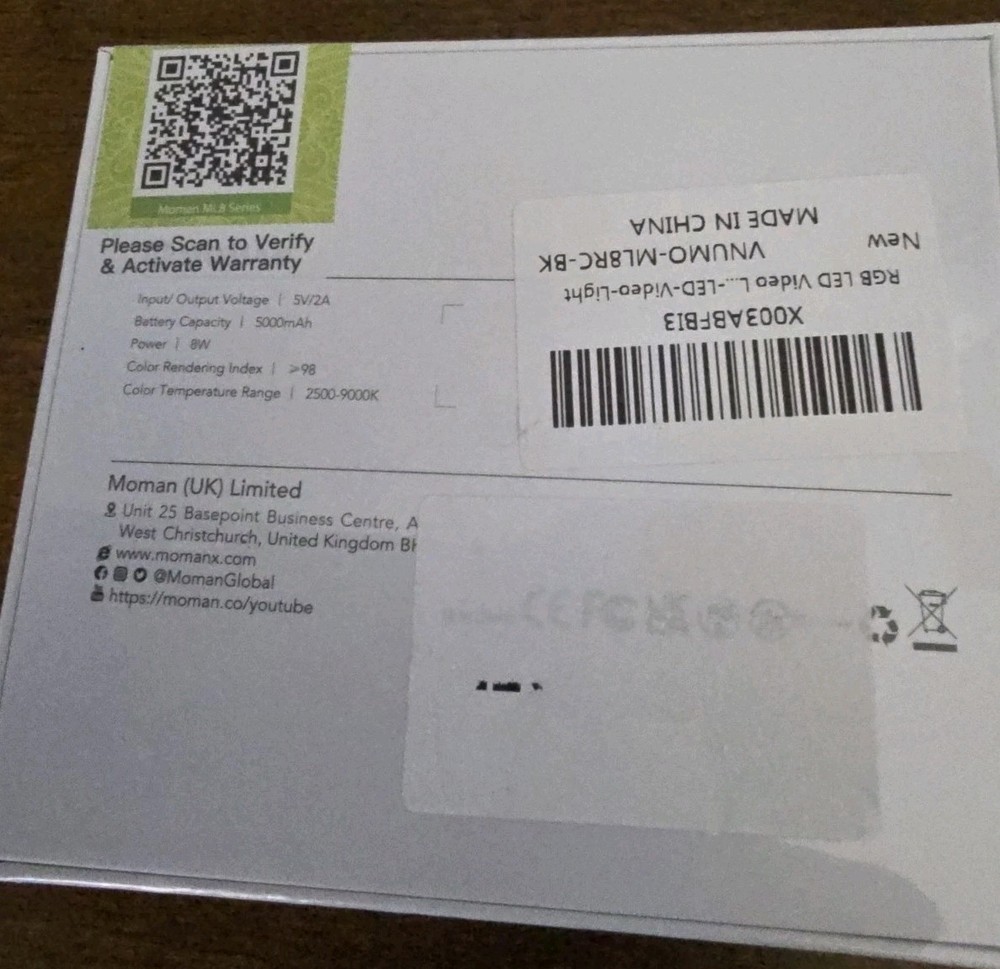 Moman ML8 Series
Please Scan to Verify
& Activate Warranty
Input/ Output Voltage | 5V/2A
Battery Capacity | 5000mAh
Power | 8W
Color Rendering Index | >98
Color Temperature Range | 2500-9000K
X003ABFBI3
RGB LED Video L...-LED-Video-Light
New
VNUMO-ML8RC-BK
MADE IN CHINA
Moman (UK) Limited
Unit 25 Basepoint Business Centre, A
West Christchurch, United Kingdom BH
www.momanx.com
@MomanGlobal
https://moman.co/youtube
CE FC